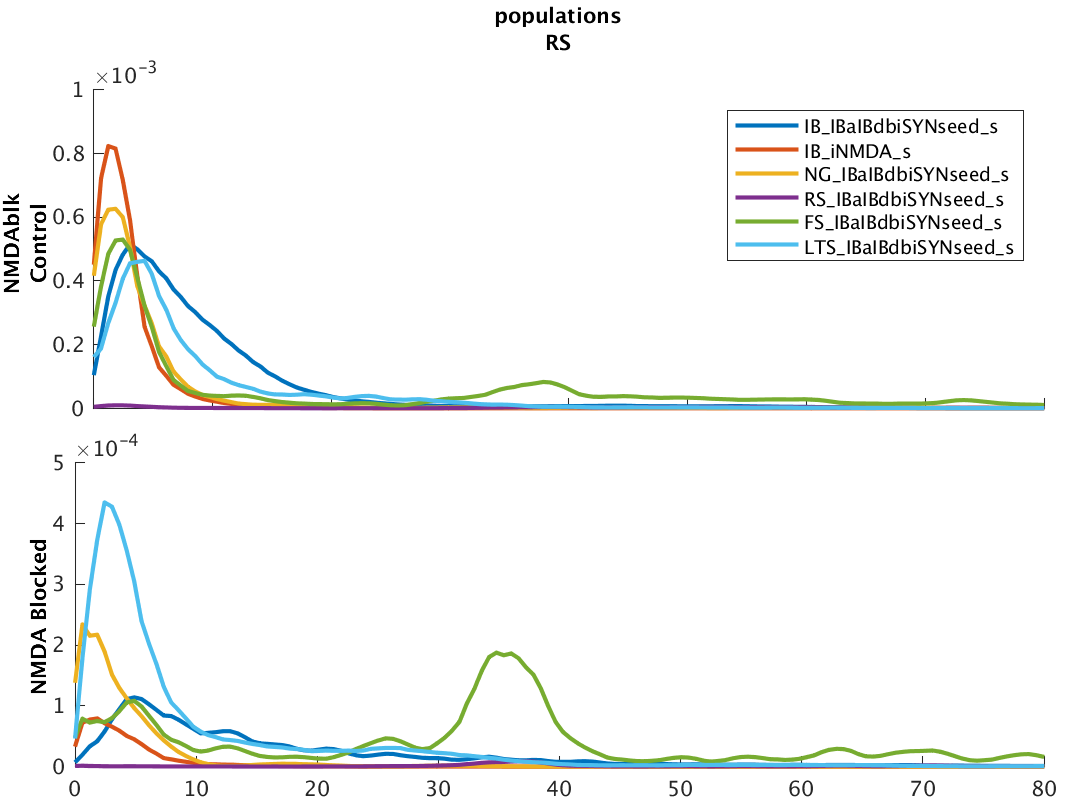 populations
RS
×10⁻³
1
0.8
0.6
0.4
0.2
0
NMDAblk
Control
IB_IBaIBdbiSYNseed_s
IB_iNMDA_s
NG_IBaIBdbiSYNseed_s
RS_IBaIBdbiSYNseed_s
FS_IBaIBdbiSYNseed_s
LTS_IBaIBdbiSYNseed_s
×10⁻⁴
5
4
3
2
1
0
NMDA Blocked
0 10 20 30 40 50 60 70 80